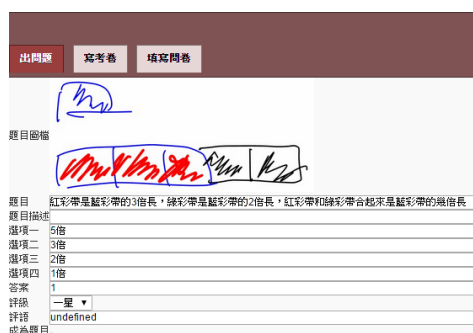 出問題 寫考卷 填寫問卷
題目圖檔
題目 紅彩帶是藍彩帶的3倍長，綠彩帶是藍彩帶的2倍長，紅彩帶和綠彩帶合起來是藍彩帶的幾倍長
題目描述
選項一 5倍
選項二 3倍
選項三 2倍
選項四 1倍
答案 1
評級 一星 ▼
評語 undefined
成為題目